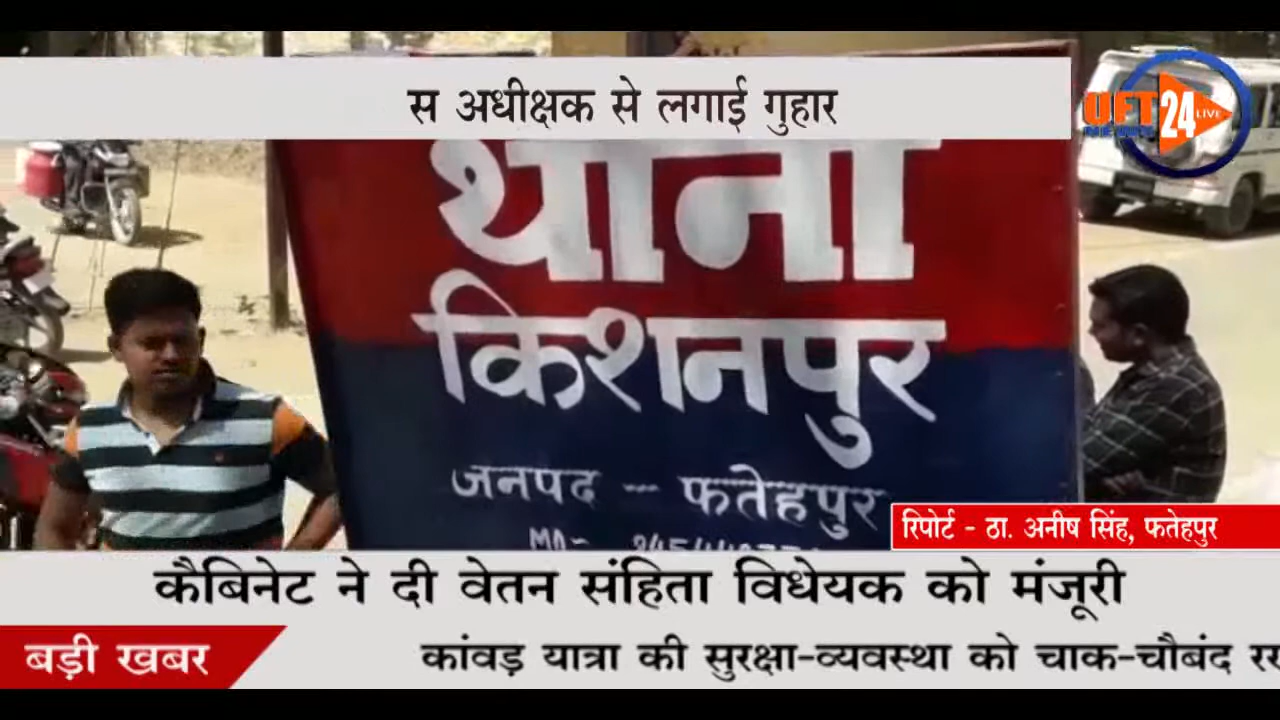 स अधीक्षक से लगाई गुहार
UFT
NEWS
24
LIVE
थाना
किशनपुर
जनपद -- फतेहपुर
रिपोर्ट - ठा. अनीष सिंह, फतेहपुर
कैबिनेट ने दी वेतन संहिता विधेयक को मंजूरी
बड़ी खबर
कांवड़ यात्रा की सुरक्षा-व्यवस्था को चाक-चौबंद